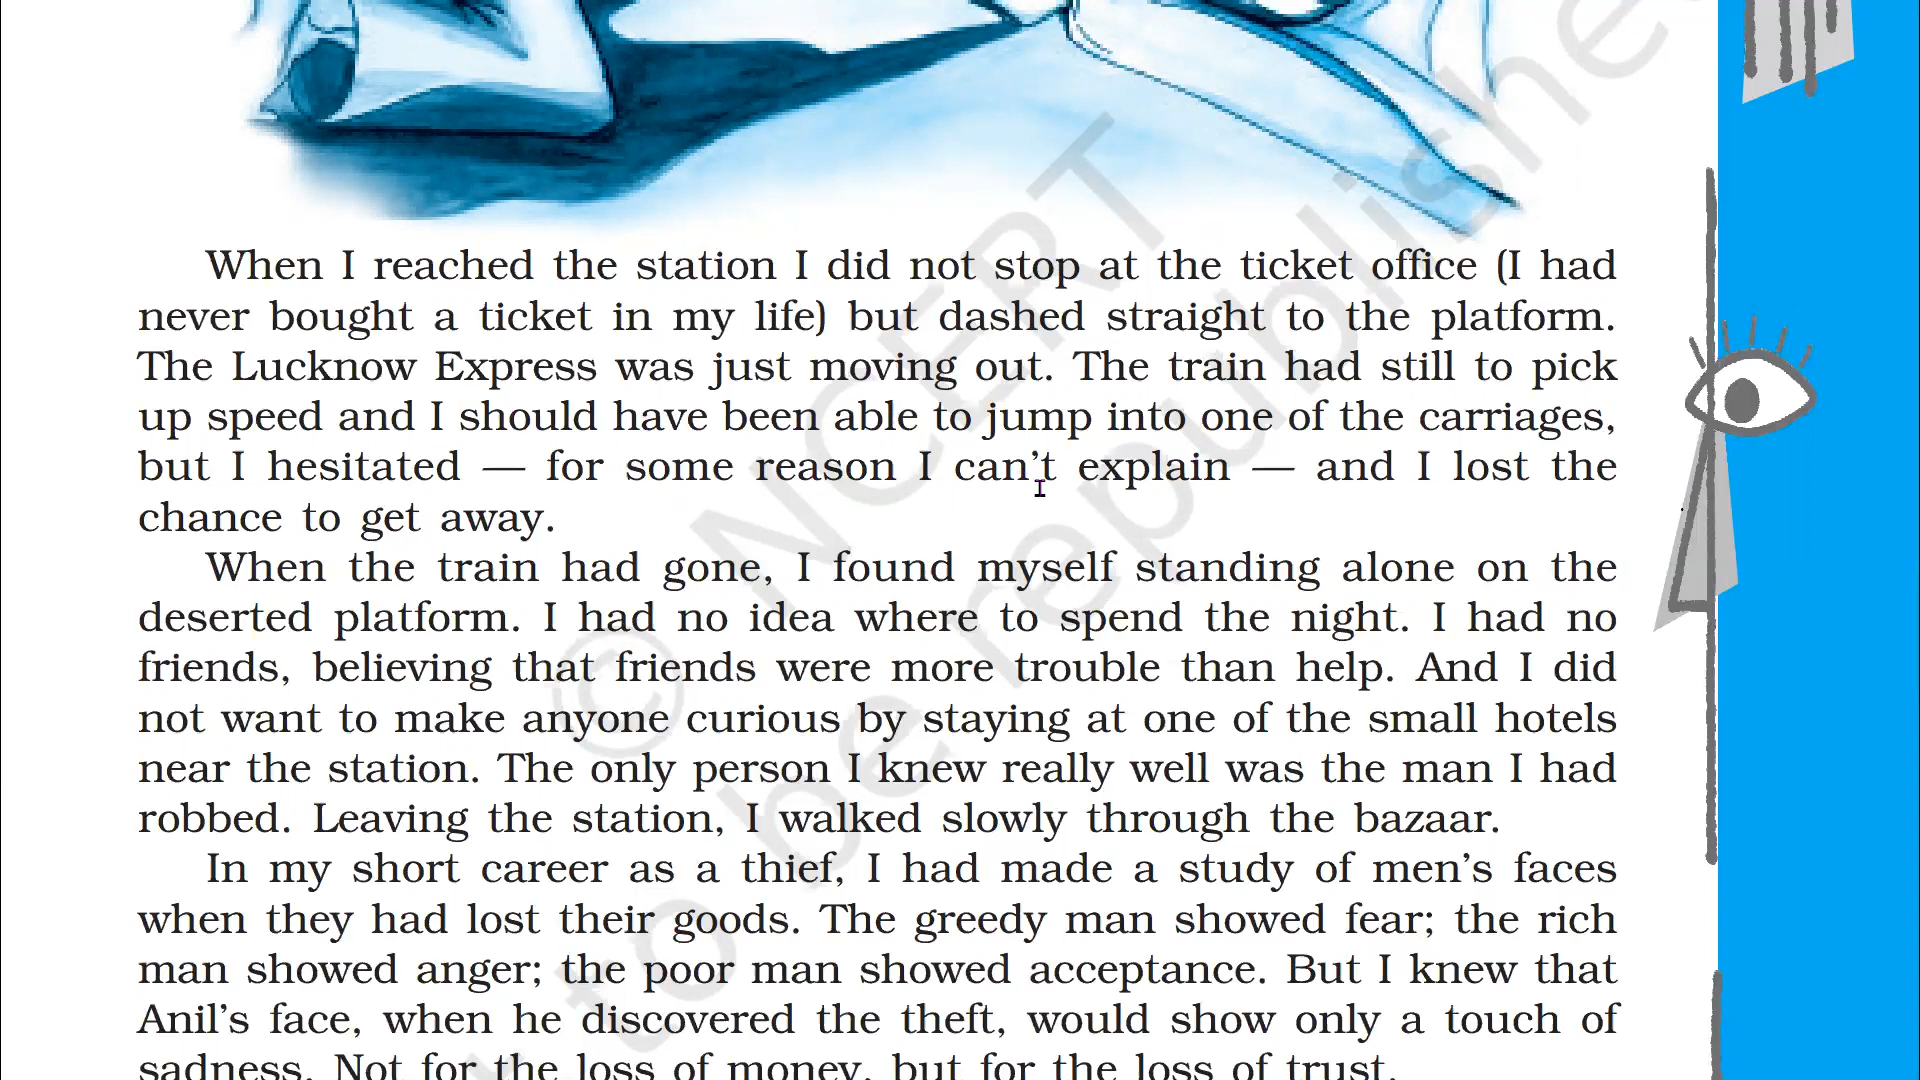 When I reached the station I did not stop at the ticket office (I had
never bought a ticket in my life) but dashed straight to the platform.
The Lucknow Express was just moving out. The train had still to pick
up speed and I should have been able to jump into one of the carriages,
but I hesitated — for some reason I can’t explain — and I lost the
chance to get away.
When the train had gone, I found myself standing alone on the
deserted platform. I had no idea where to spend the night. I had no
friends, believing that friends were more trouble than help. And I did
not want to make anyone curious by staying at one of the small hotels
near the station. The only person I knew really well was the man I had
robbed. Leaving the station, I walked slowly through the bazaar.
In my short career as a thief, I had made a study of men’s faces
when they had lost their goods. The greedy man showed fear; the rich
man showed anger; the poor man showed acceptance. But I knew that
Anil’s face, when he discovered the theft, would show only a touch of
sadness. Not for the loss of money, but for the loss of trust.
© NCERT
to be republishe